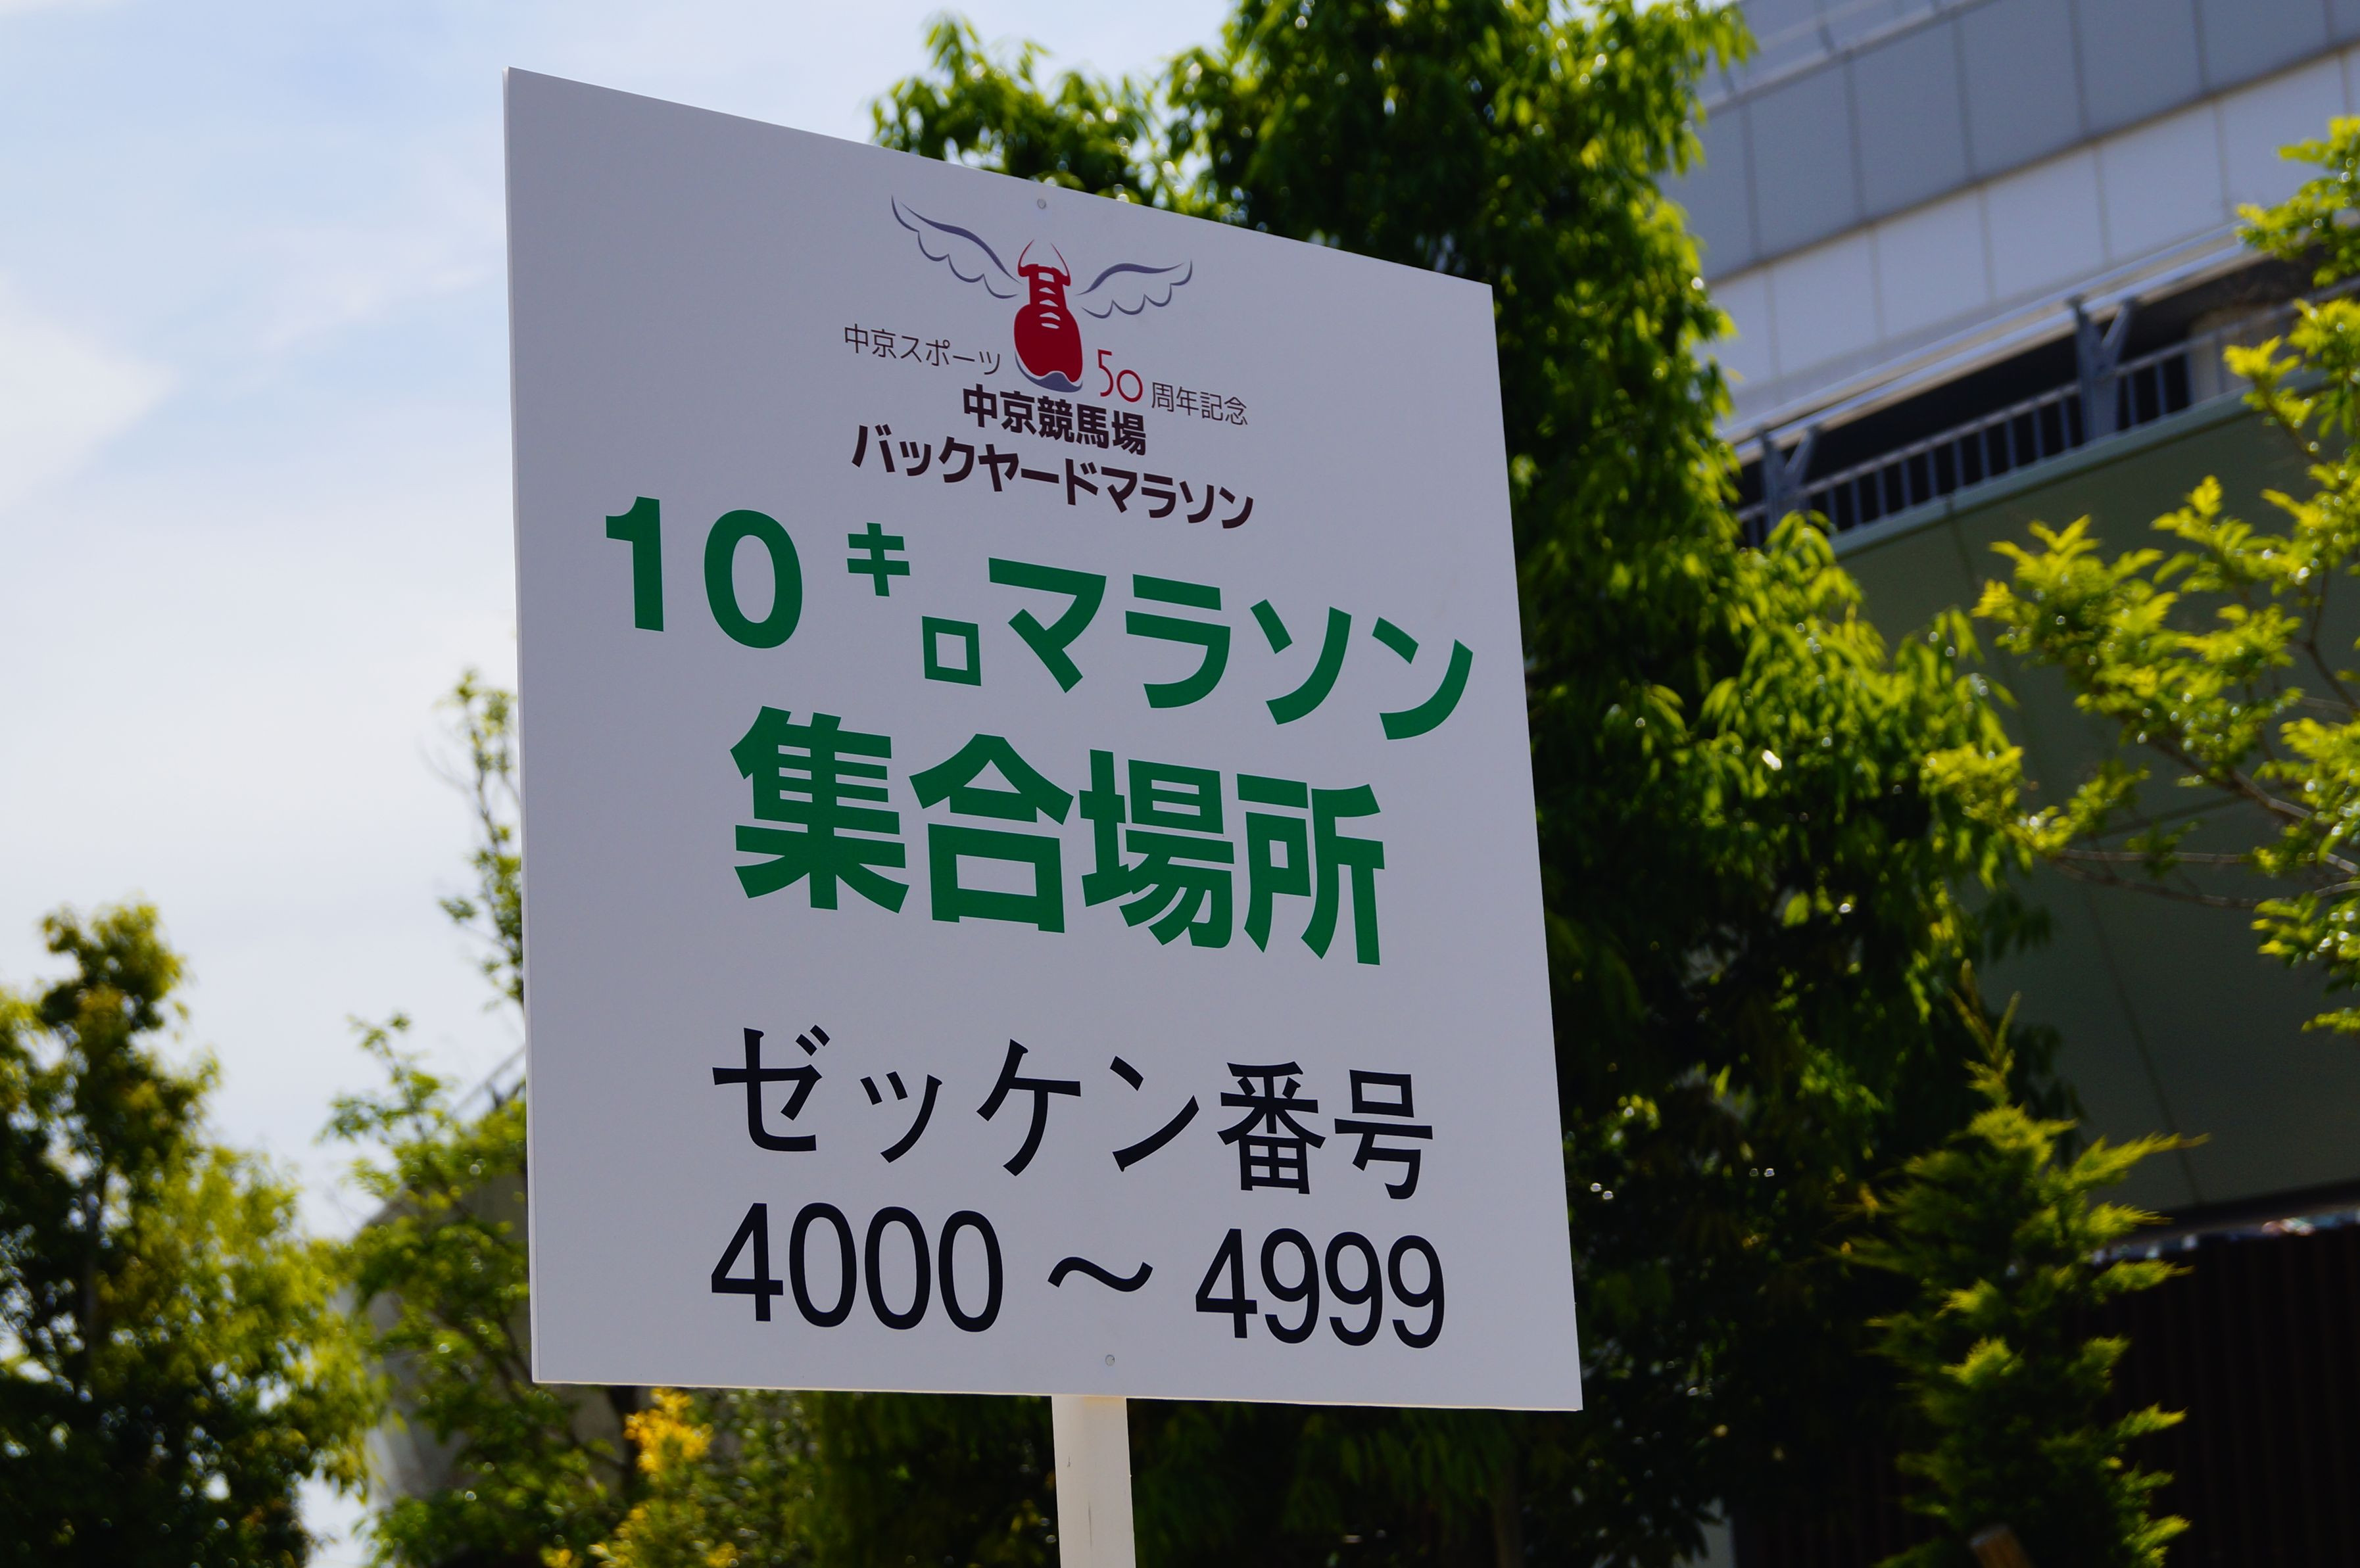 中京スポーツ 50 周年記念
中京競馬場
バックヤードマラソン
10キロマラソン
集合場所
ゼッケン番号
4000 ～ 4999